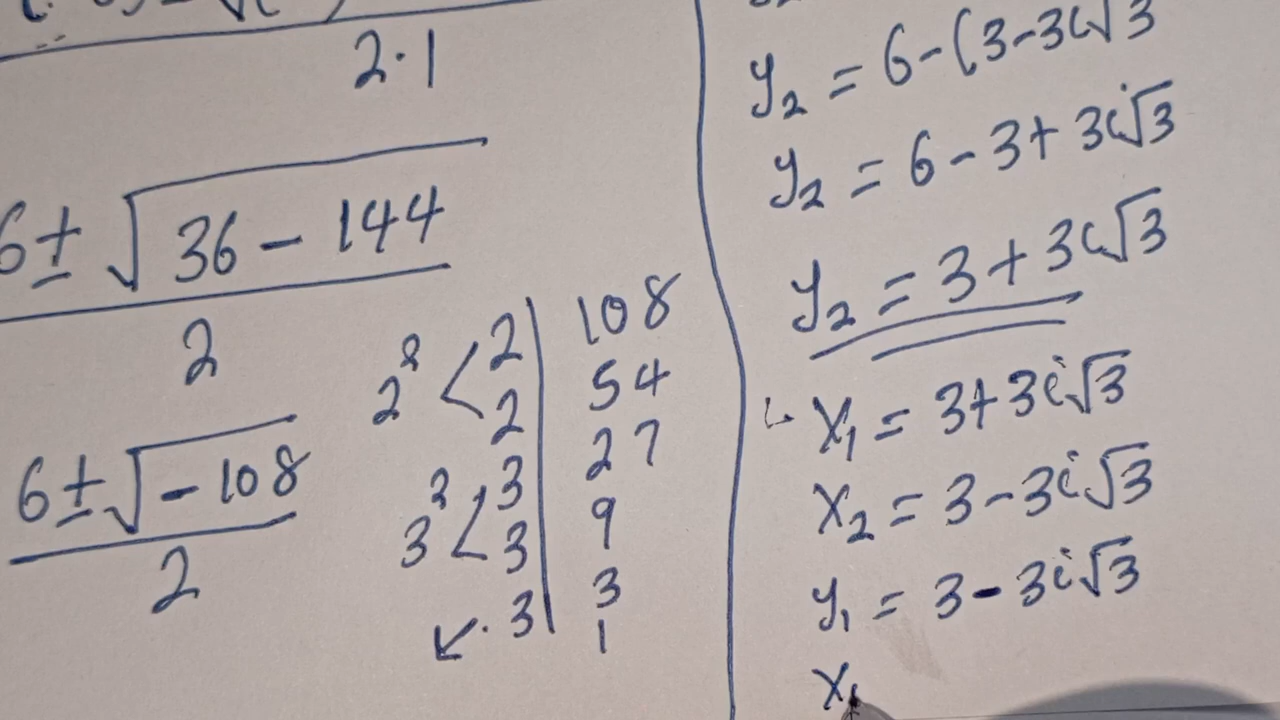 2·1
6 ± √36 - 144
2
6 ± √-108
2
2² < 2 | 108
2 | 54
3² < 3 | 27
3 | 9
3 | 3
1
y₂ = 6-(3-3i√3
y₂ = 6-3+3i√3
y₂ = 3+3i√3
x₁ = 3+3i√3
x₂ = 3-3i√3
y₁ = 3-3i√3
x